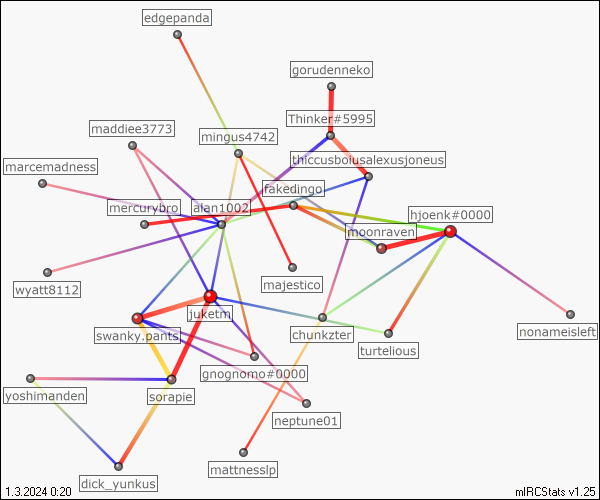 edgepanda
gorudenneko
Thinker#5995
maddiee3773
mingus4742
thiccusboiusalexusjoneus
marcemadness
fakedingo
mercurybro
alan1002
hjoenk#0000
moonraven
wyatt8112
majestico
juketm
swanky.pants
chunkzter
turtelious
nonameisleft
gnognomo#0000
yoshimanden
sorapie
neptune01
mattnesslp
dick_yunkus
1.3.2024 0:20
mIRCStats v1.25